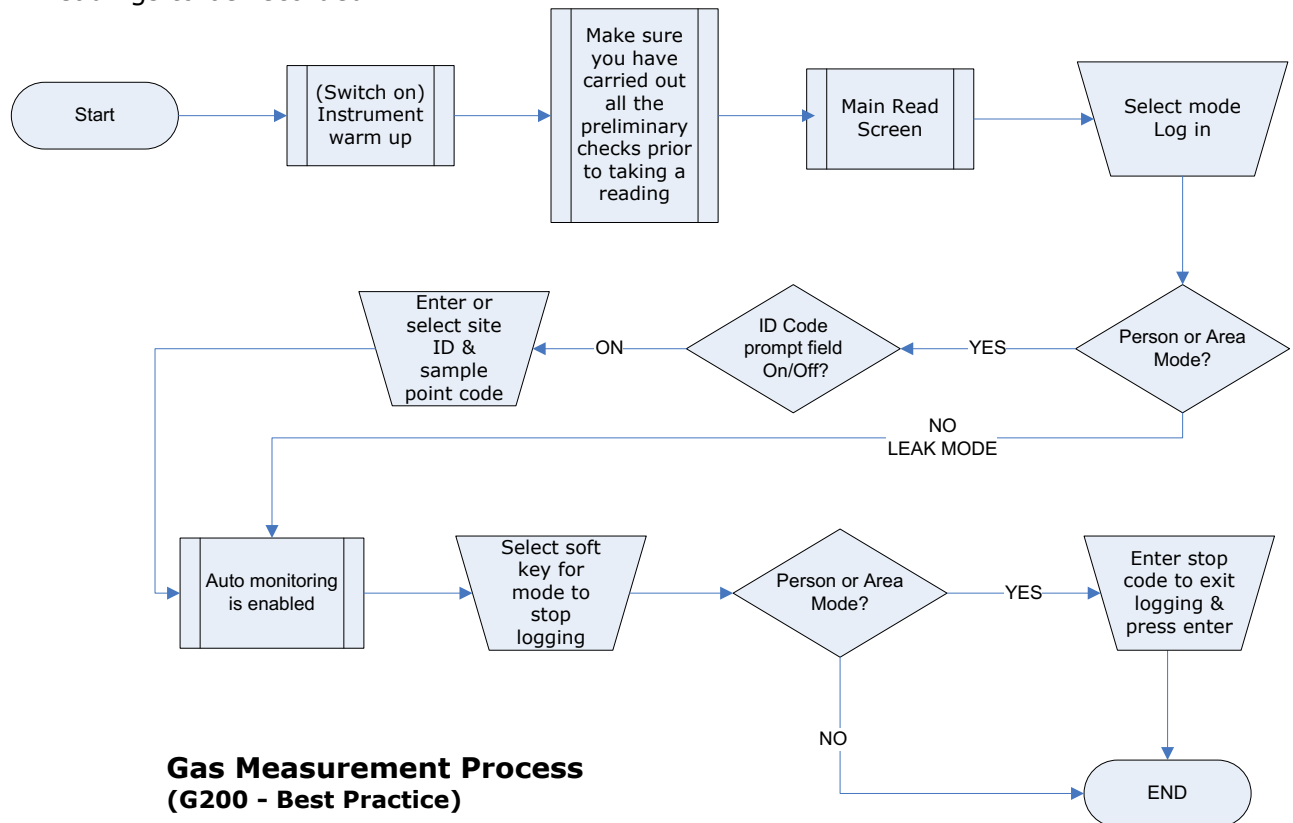 Start
(Switch on)
Instrument
warm up
Make sure
you have
carried out
all the
preliminary
checks prior
to taking a
reading
Main Read
Screen
Select mode
Log in
Person or Area
Mode?
YES
ID Code
prompt field
On/Off?
ON
Enter or
select site
ID &
sample
point code
NO
LEAK MODE
Auto monitoring
is enabled
Select soft
key for
mode to
stop
logging
Person or Area
Mode?
YES
Enter stop
code to exit
logging &
press enter
NO
END
Gas Measurement Process
(G200 - Best Practice)